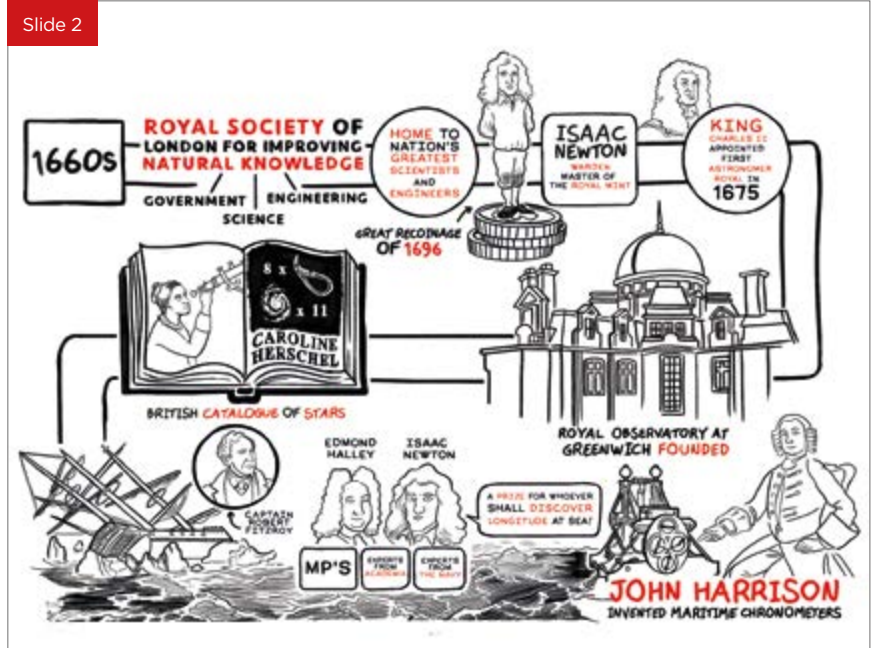 Slide 2
1660s
ROYAL SOCIETY OF
LONDON FOR IMPROVING
NATURAL KNOWLEDGE
GOVERNMENT
SCIENCE
ENGINEERING
HOME TO
NATION'S
GREATEST
SCIENTISTS
AND
ENGINEERS
GREAT RECOINAGE
OF 1696
ISAAC
NEWTON
WARDEN
MASTER OF
THE ROYAL MINT
KING
CHARLES II
APPOINTED
FIRST
ASTRONOMER
ROYAL IN
1675
8 x
x 11
CAROLINE
HERSCHEL
BRITISH CATALOGUE OF STARS
ROYAL OBSERVATORY AT
GREENWICH FOUNDED
CAPTAIN
ROBERT
FITZROY
EDMOND
HALLEY
ISAAC
NEWTON
MP'S
EXPERTS
FROM
ACADEMIA
EXPERTS
FROM
THE NAVY
A PRIZE FOR WHOEVER
SHALL DISCOVER
LONGITUDE AT SEA!
JOHN HARRISON
INVENTED MARITIME CHRONOMETERS